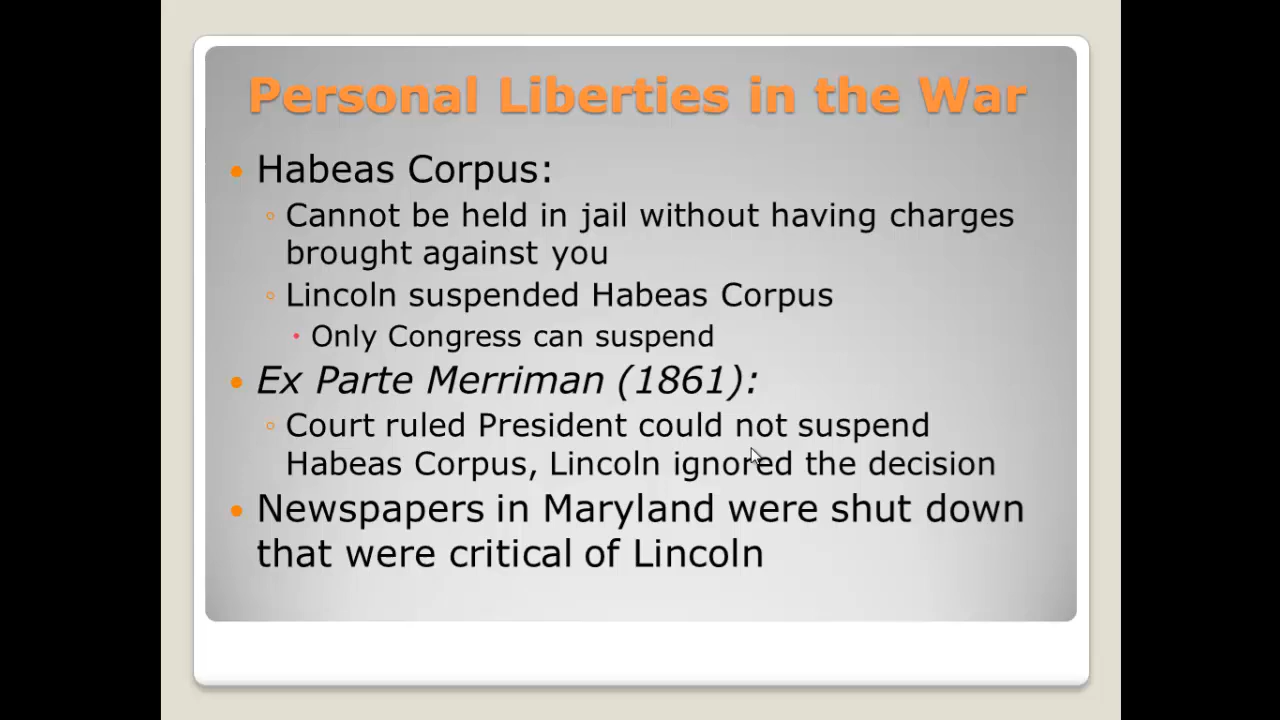 Personal Liberties in the War
• Habeas Corpus:
◦ Cannot be held in jail without having charges
brought against you
◦ Lincoln suspended Habeas Corpus
• Only Congress can suspend
• Ex Parte Merriman (1861):
◦ Court ruled President could not suspend
Habeas Corpus, Lincoln ignored the decision
• Newspapers in Maryland were shut down
that were critical of Lincoln